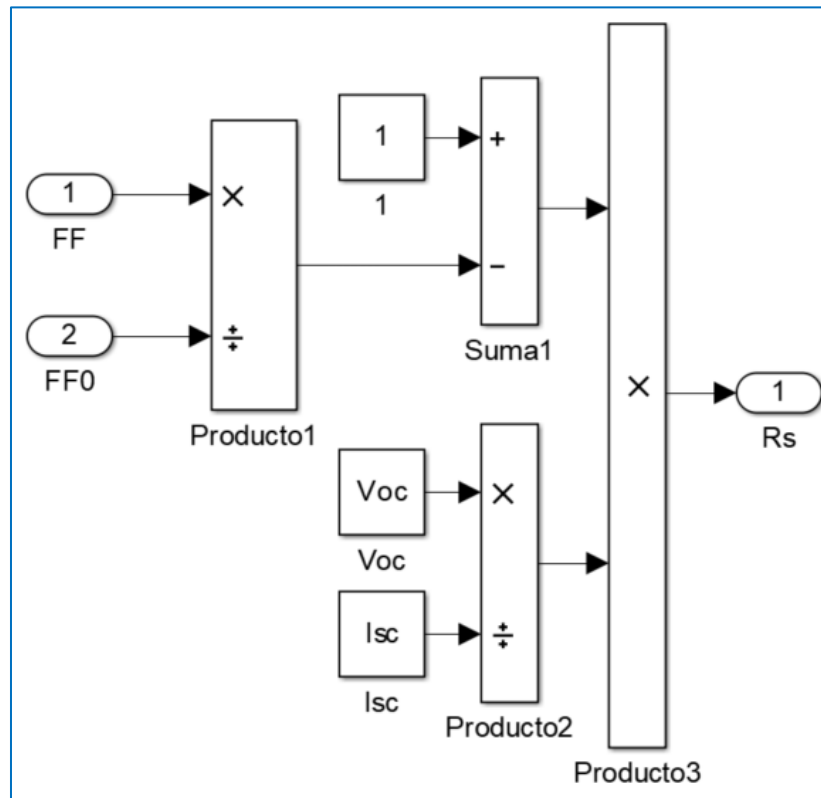 1
FF
2
FF0
×
÷
Producto1
1
1
+
−
Suma1
Voc
Voc
Isc
Isc
×
÷
Producto2
×
Producto3
1
Rs